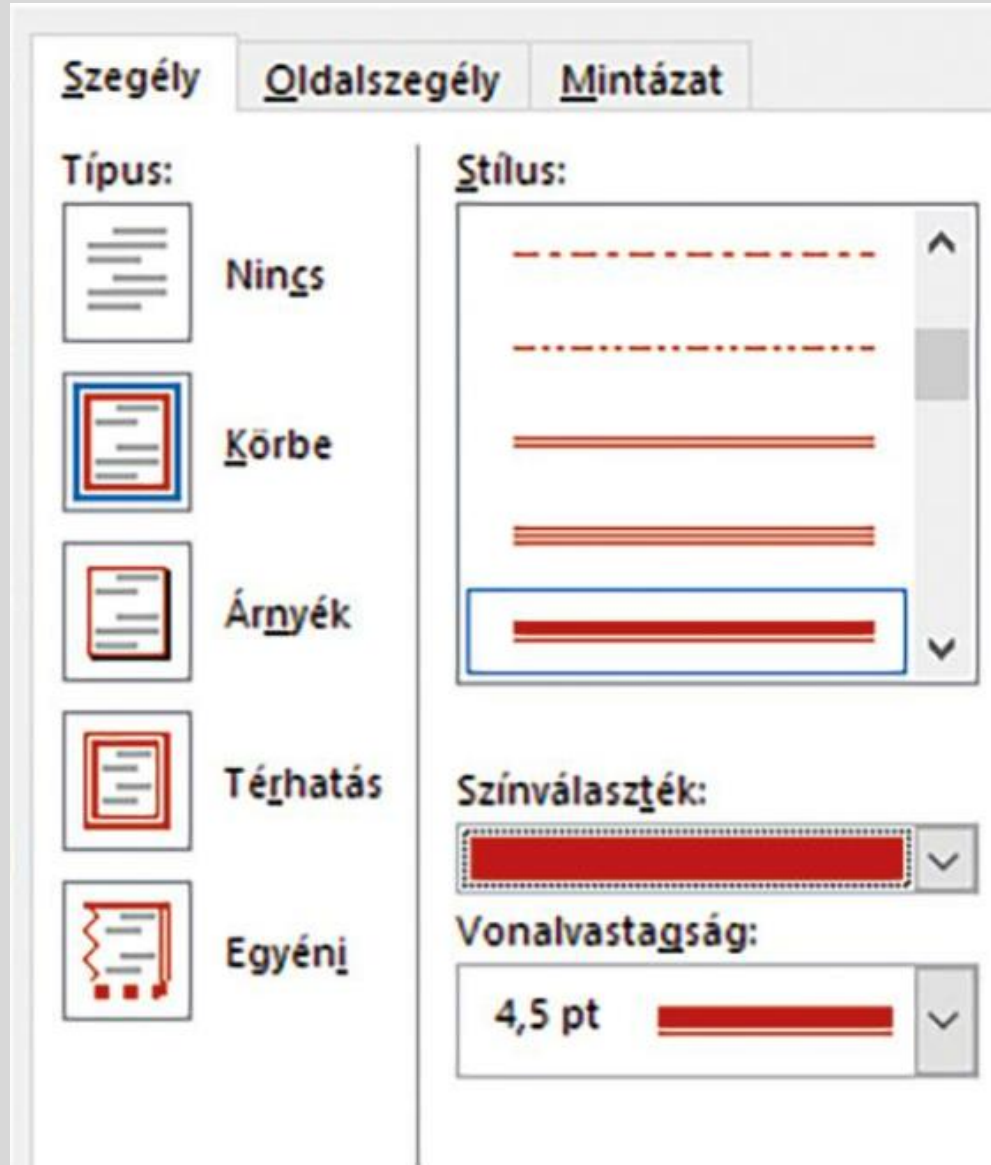 Szegély Oldalszegély Mintázat
Típus:
Nincs
Körbe
Árnyék
Térhatás
Egyéni
Stílus:
Színválaszték:
Vonalvastagság:
4,5 pt